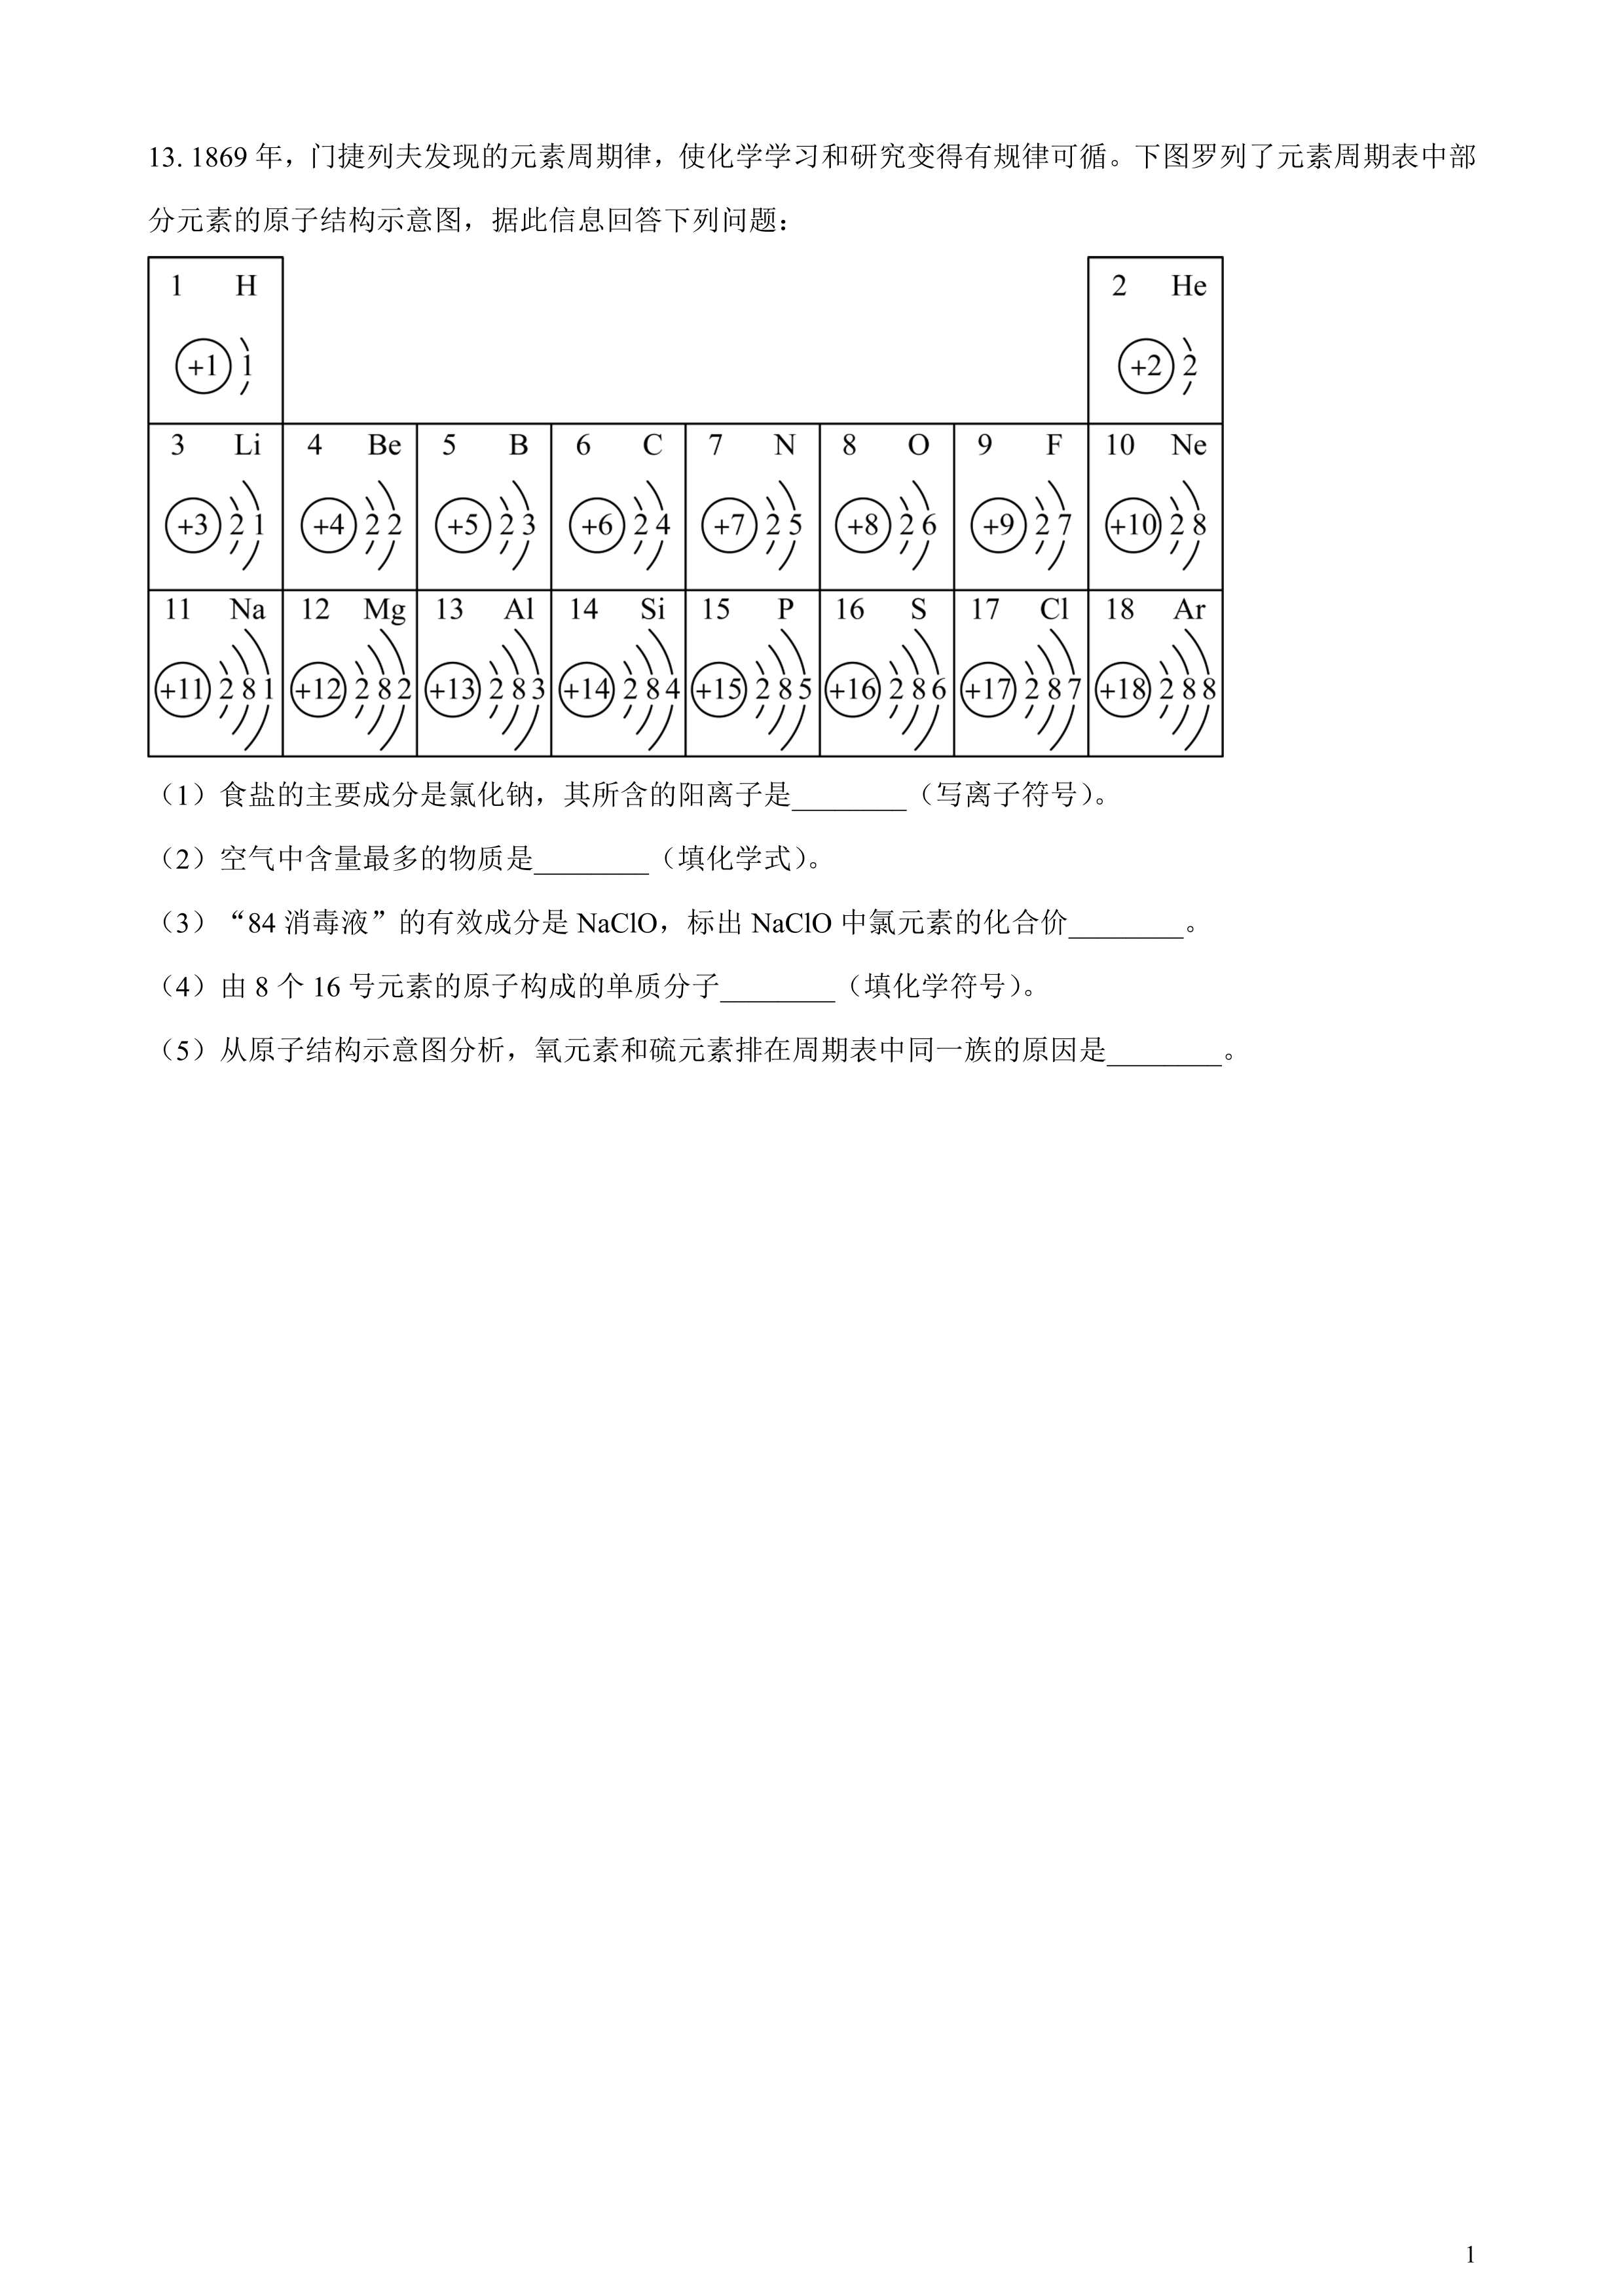 13. 1869 年，门捷列夫发现的元素周期律，使化学学习和研究变得有规律可循。下图罗列了元素周期表中部
分元素的原子结构示意图，据此信息回答下列问题：
1 H 2 He
+1 1 +2 2
3 Li 4 Be 5 B 6 C 7 N 8 O 9 F 10 Ne
+3 2 1 +4 2 2 +5 2 3 +6 2 4 +7 2 5 +8 2 6 +9 2 7 +10 2 8
11 Na 12 Mg 13 Al 14 Si 15 P 16 S 17 Cl 18 Ar
+11 2 8 1 +12 2 8 2 +13 2 8 3 +14 2 8 4 +15 2 8 5 +16 2 8 6 +17 2 8 7 +18 2 8 8
（1）食盐的主要成分是氯化钠，其所含的阳离子是________（写离子符号）。
（2）空气中含量最多的物质是________（填化学式）。
（3）“84 消毒液”的有效成分是 NaClO，标出 NaClO 中氯元素的化合价________。
（4）由 8 个 16 号元素的原子构成的单质分子________（填化学符号）。
（5）从原子结构示意图分析，氧元素和硫元素排在周期表中同一族的原因是________。
1